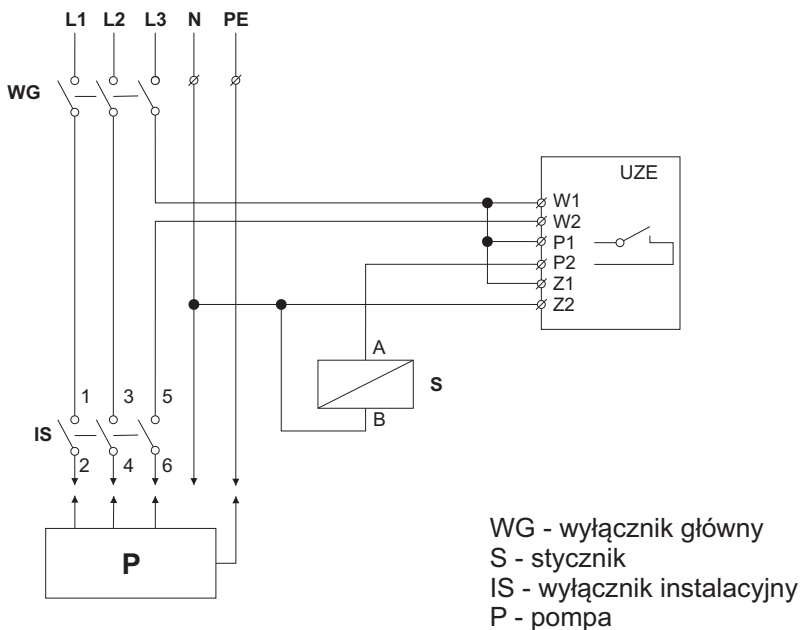 L1 L2 L3 N PE
WG
UZE
W1
W2
P1
P2
Z1
Z2
A
S
B
1 3 5
IS
2 4 6
P
WG - wyłącznik główny
S - stycznik
IS - wyłącznik instalacyjny
P - pompa